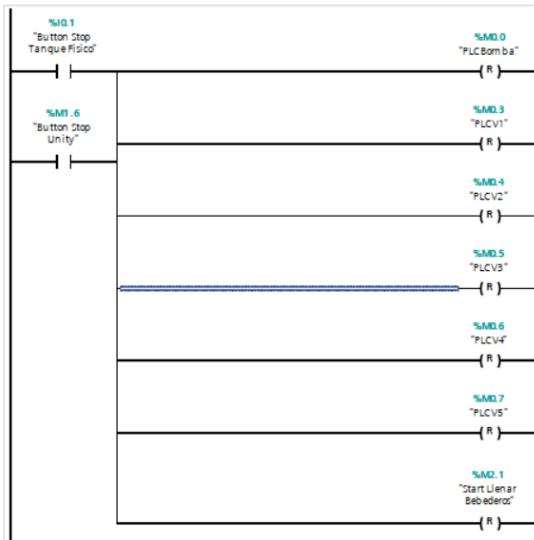 %I0.1
"Button Stop
Tanque Fisico"
%M0.0
"PLCBomba"
R
%M1.6
"Button Stop
Unity"
%M0.3
"PLCV1"
R
%M0.4
"PLCV2"
R
%M0.5
"PLCV3"
R
%M0.6
"PLCV4"
R
%M0.7
"PLCV5"
R
%M2.1
"Start Llenar
Bebederos"
R